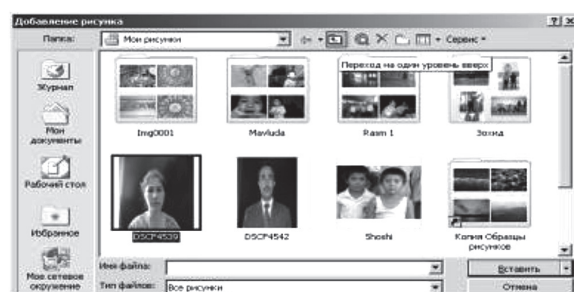 Добавление рисунка
Папка: Мои рисунки Сервис
Переход на один уровень вверх
Журнал
Мои документы
Рабочий стол
Избранное
Мое сетевое окружение
Img0001 Mavluda Rasm 1 Зохид
DSCF4539 DSCF4542 Shoshi Копия Образцы рисунков
Имя файла: Вставить
Тип файлов: Все рисунки Отмена